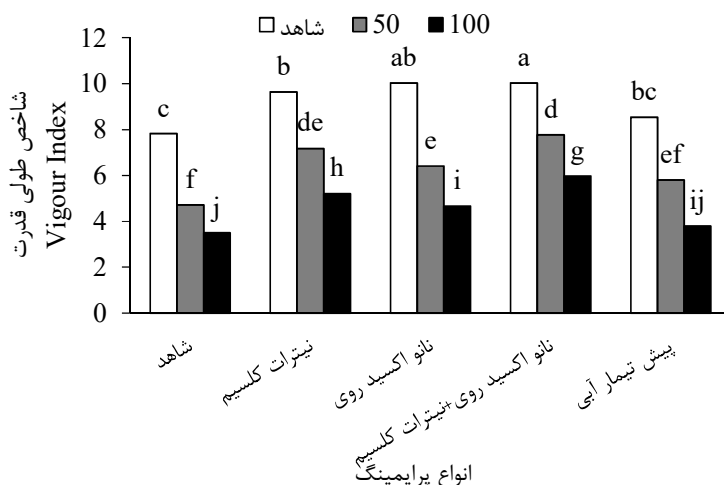 شاهد 50 100
شاخص طولی قدرت
Vigour Index
12
10
8
6
4
2
0
c f j
b de h
ab e i
a d g
bc ef ij
شاهد
نیترات کلسیم
نانو اکسید روی
نانو اکسید روی+نیترات کلسیم
پیش تیمار آبی
انواع پرایمینگ